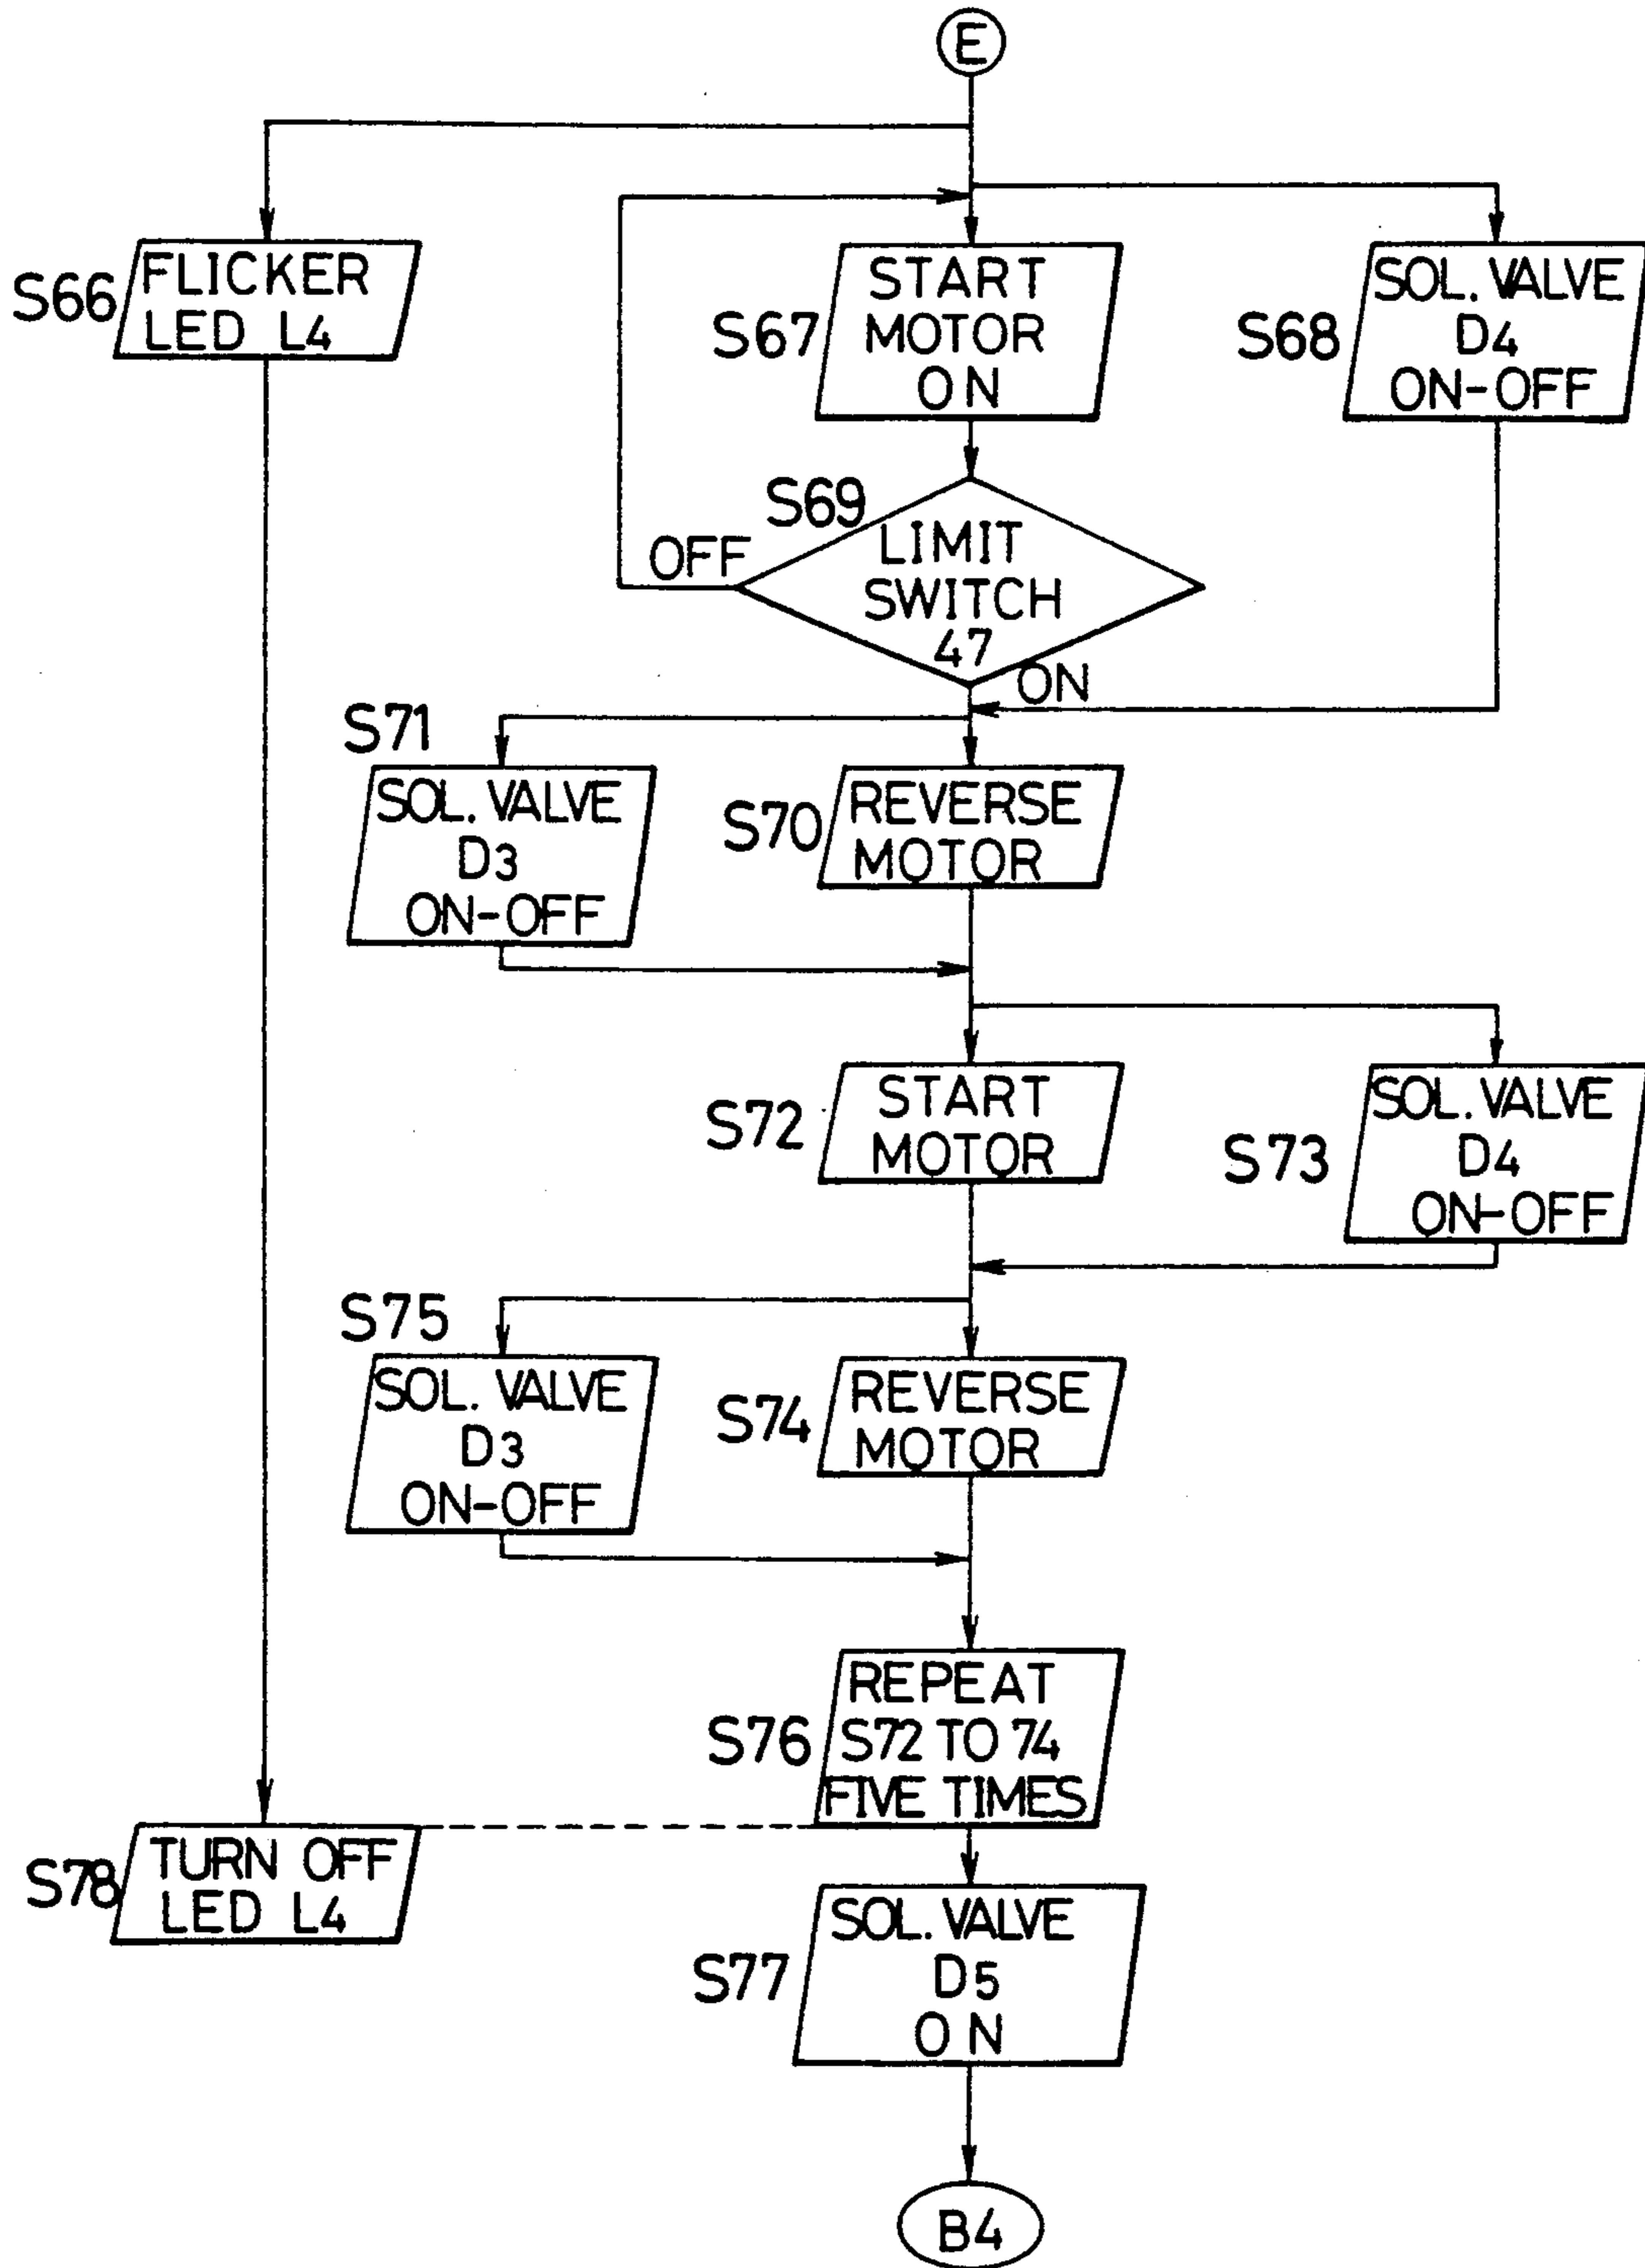 E
S66
FLICKER
LED L4
S67
START
MOTOR
ON
S68
SOL. VALVE
D4
ON-OFF
S69
LIMIT
SWITCH
47
OFF
ON
S71
SOL. VALVE
D3
ON-OFF
S70
REVERSE
MOTOR
S72
START
MOTOR
S73
SOL. VALVE
D4
ON-OFF
S75
SOL. VALVE
D3
ON-OFF
S74
REVERSE
MOTOR
S76
REPEAT
S72 TO 74
FIVE TIMES
S78
TURN OFF
LED L4
S77
SOL. VALVE
D5
ON
B4